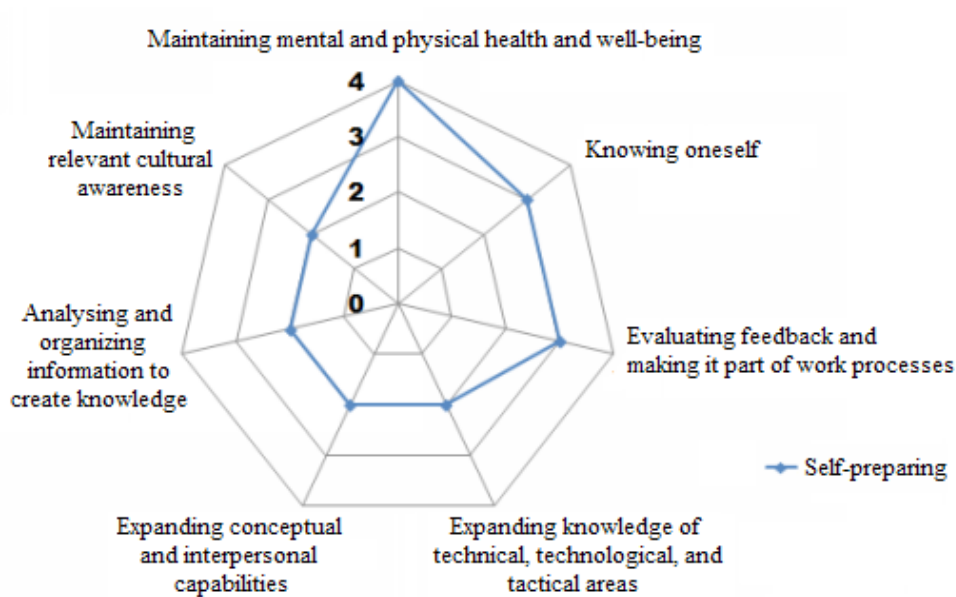 Maintaining mental and physical health and well-being
4
3
2
1
0
Knowing oneself
Evaluating feedback and
making it part of work processes
Expanding knowledge of
technical, technological, and
tactical areas
Expanding conceptual
and interpersonal
capabilities
Analysing and
organizing
information to
create knowledge
Maintaining
relevant cultural
awareness
Self-preparing